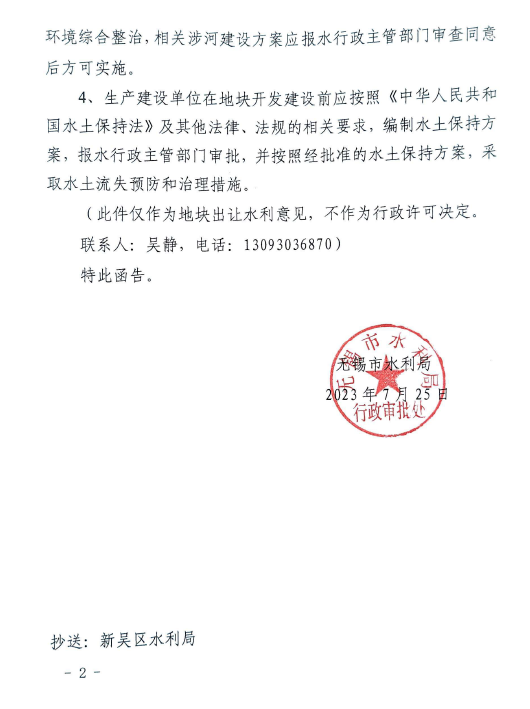 环境综合整治,相关涉河建设方案应报水行政主管部门审查同意
后方可实施。
4、生产建设单位在地块开发建设前应按照《中华人民共和
国水土保持法》及其他法律、法规的相关要求,编制水土保持方
案,报水行政主管部门审批,并按照经批准的水土保持方案,采
取水土流失预防和治理措施。
(此件仅作为地块出让水利意见,不作为行政许可决定。
联系人:吴静,电话:13093036870)
特此函告。
无锡市水利局
无锡市水利局
2023年7月25日
行政审批处
抄送:新吴区水利局
-2-